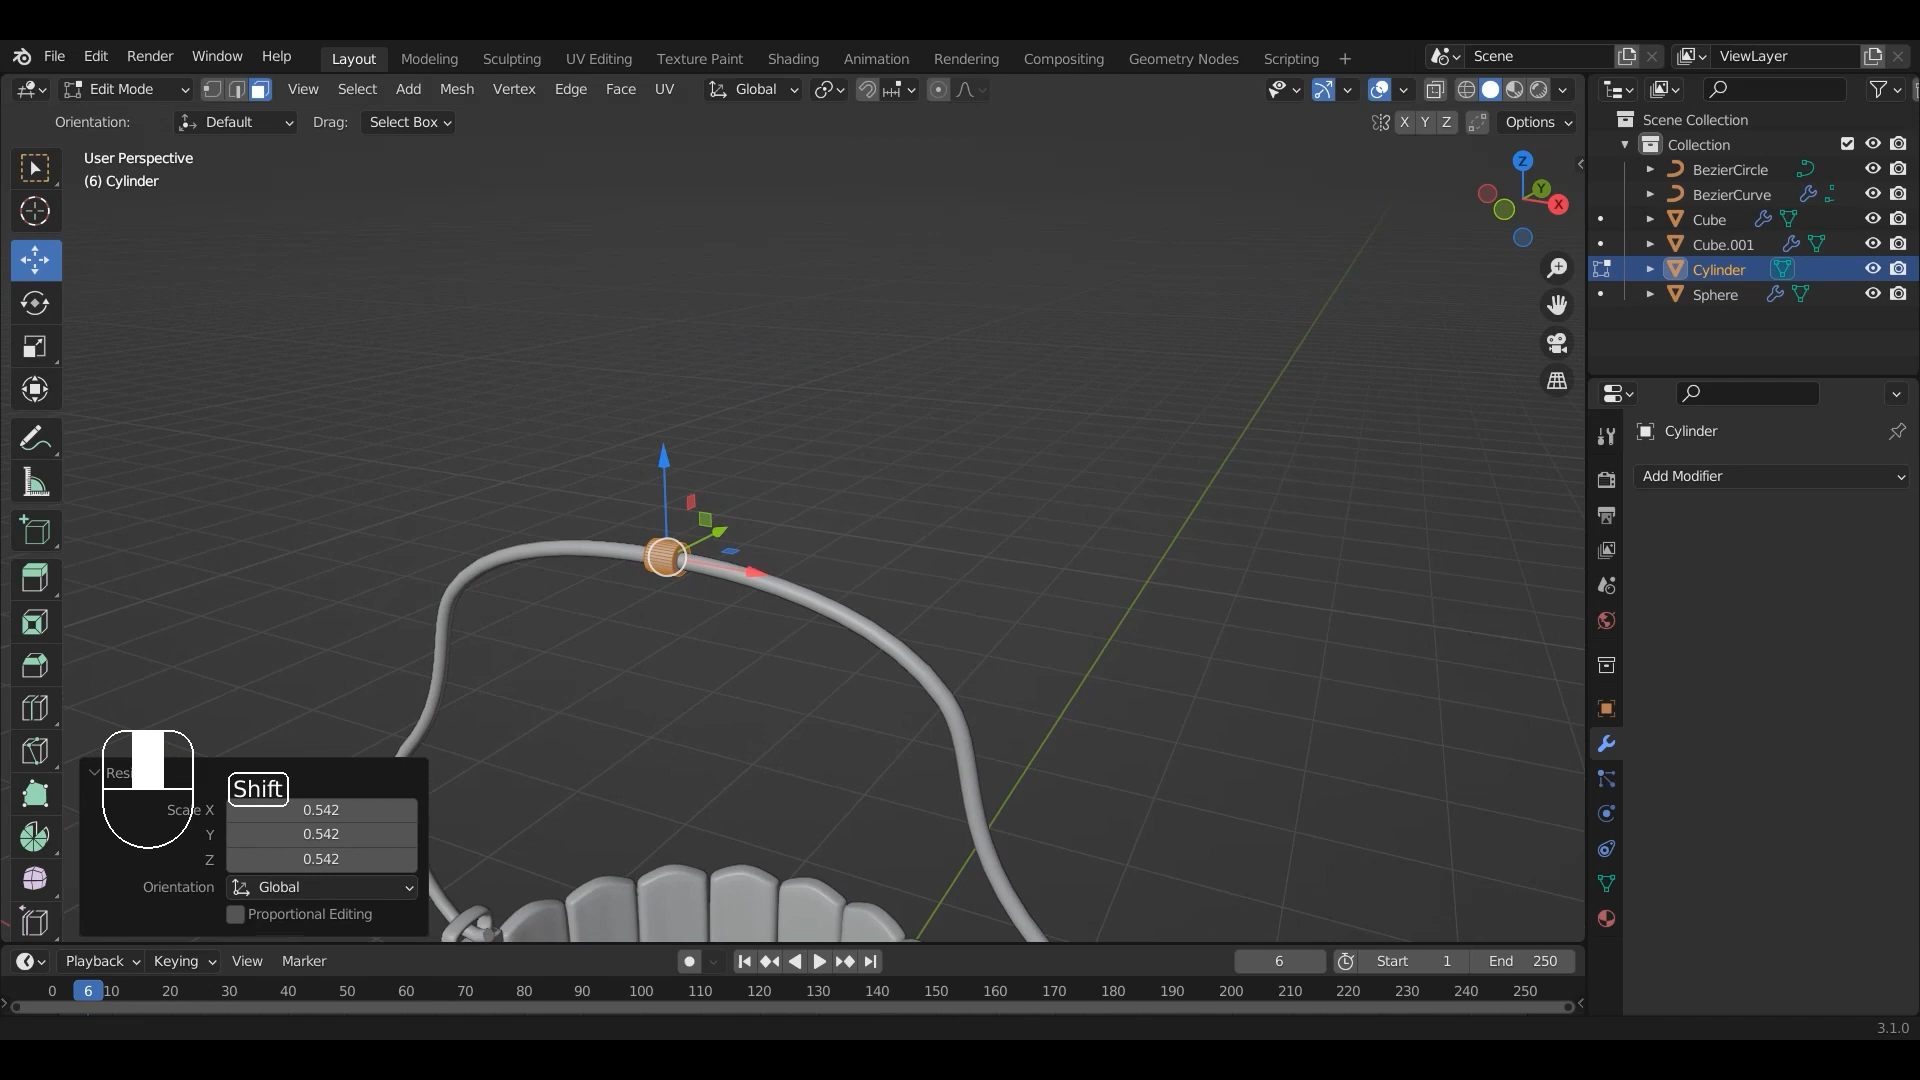 File Edit Render Window Help Layout Modeling Sculpting UV Editing Texture Paint Shading Animation Rendering Compositing Geometry Nodes Scripting + Scene ViewLayer
Edit Mode View Select Add Mesh Vertex Edge Face UV Global
Orientation: Default Drag: Select Box X Y Z Options
User Perspective
(6) Cylinder
Z
Y
X
Scene Collection
Collection
BezierCircle
BezierCurve
Cube
Cube.001
Cylinder
Sphere
Cylinder
Add Modifier
Shift
Scale X 0.542
Y 0.542
Z 0.542
Orientation Global
Proportional Editing
Playback Keying View Marker 6 Start 1 End 250
0 6 10 20 30 40 50 60 70 80 90 100 110 120 130 140 150 160 170 180 190 200 210 220 230 240 250
3.1.0